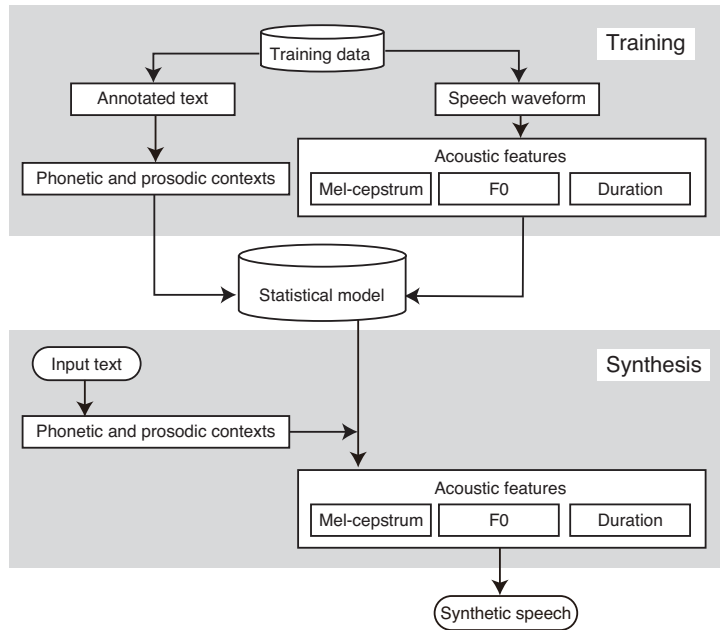 Training
Training data
Annotated text
Speech waveform
Phonetic and prosodic contexts
Acoustic features
Mel-cepstrum
F0
Duration
Statistical model
Synthesis
Input text
Phonetic and prosodic contexts
Acoustic features
Mel-cepstrum
F0
Duration
Synthetic speech